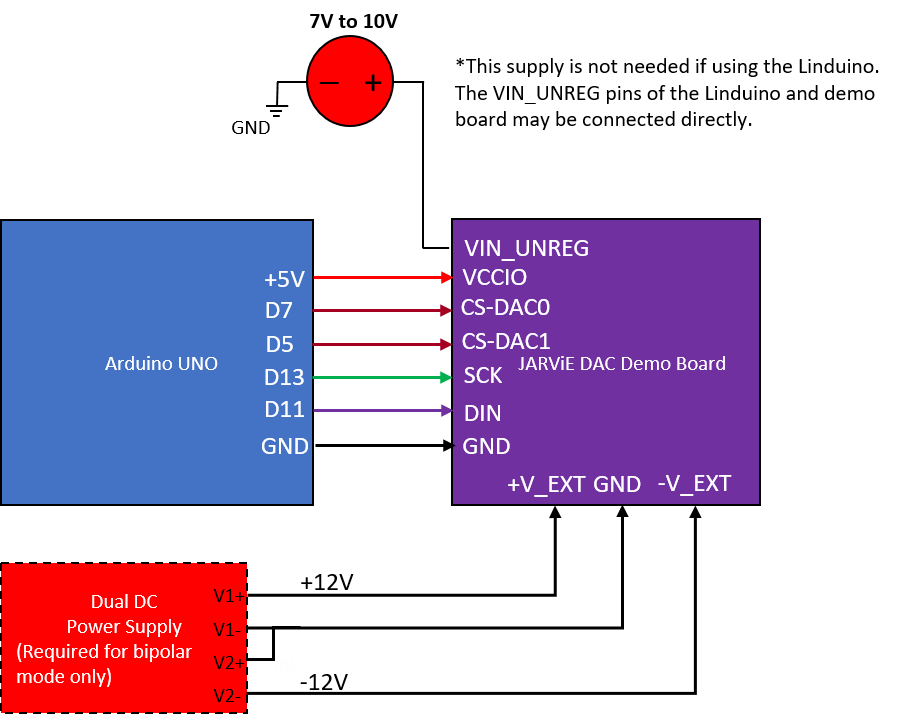 7V to 10V
− +
GND
*This supply is not needed if using the Linduino.
The VIN_UNREG pins of the Linduino and demo
board may be connected directly.
Arduino UNO
+5V
D7
D5
D13
D11
GND
VIN_UNREG
VCCIO
CS-DAC0
CS-DAC1
JARViE DAC Demo Board
SCK
DIN
GND
+V_EXT GND -V_EXT
Dual DC
Power Supply
(Required for bipolar
mode only)
V1+
V1-
V2+
V2-
+12V
-12V